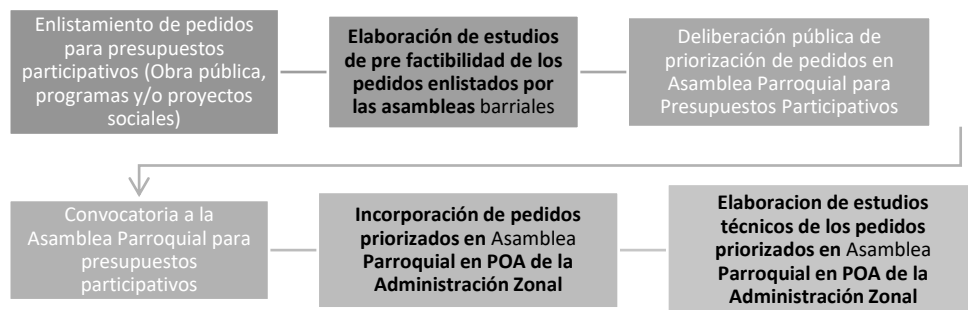 Enlistamiento de pedidos
para presupuestos
participativos (Obra pública,
programas y/o proyectos
sociales)
Elaboración de estudios
de pre factibilidad de los
pedidos enlistados por
las asambleas barriales
Deliberación pública de
priorización de pedidos en
Asamblea Parroquial para
Presupuestos Participativos
Convocatoria a la
Asamblea Parroquial para
presupuestos
participativos
Incorporación de pedidos
priorizados en Asamblea
Parroquial en POA de la
Administración Zonal
Elaboracion de estudios
técnicos de los pedidos
priorizados en Asamblea
Parroquial en POA de la
Administración Zonal